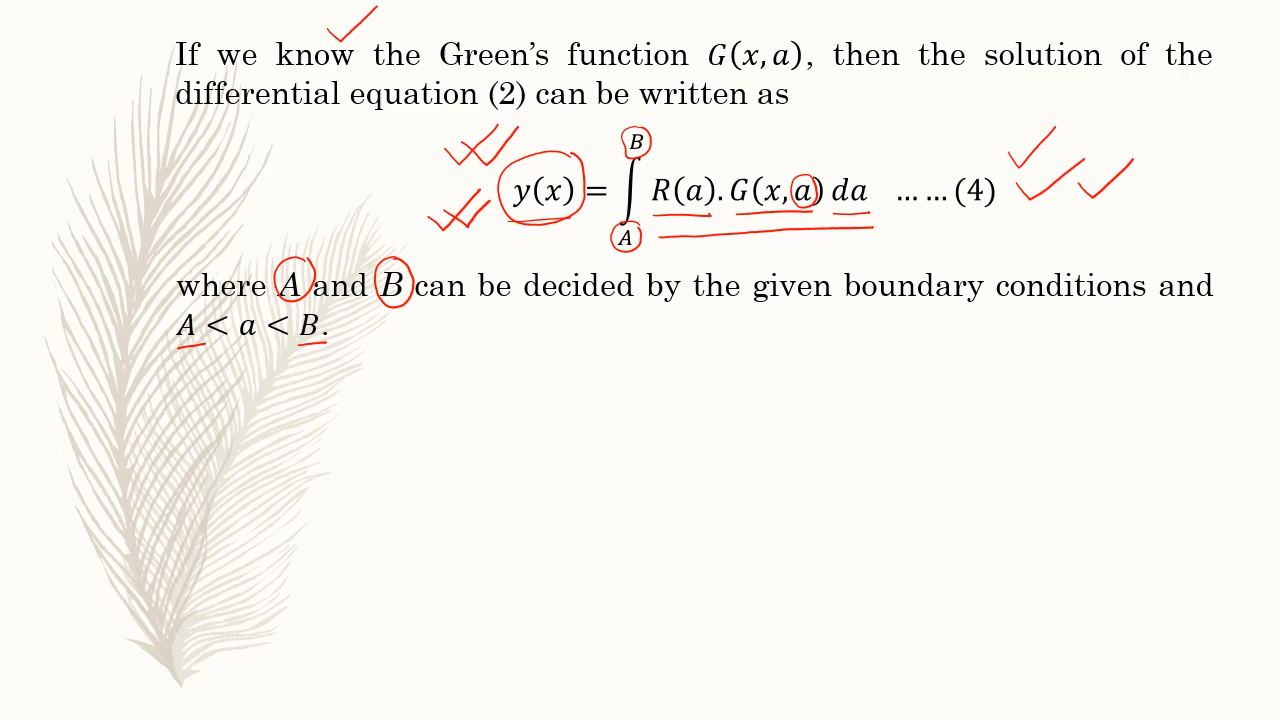 If we know the Green’s function G(x, a), then the solution of the
differential equation (2) can be written as
y(x) = ∫_A^B R(a). G(x, a) da … … (4)
where A and B can be decided by the given boundary conditions and
A < a < B.